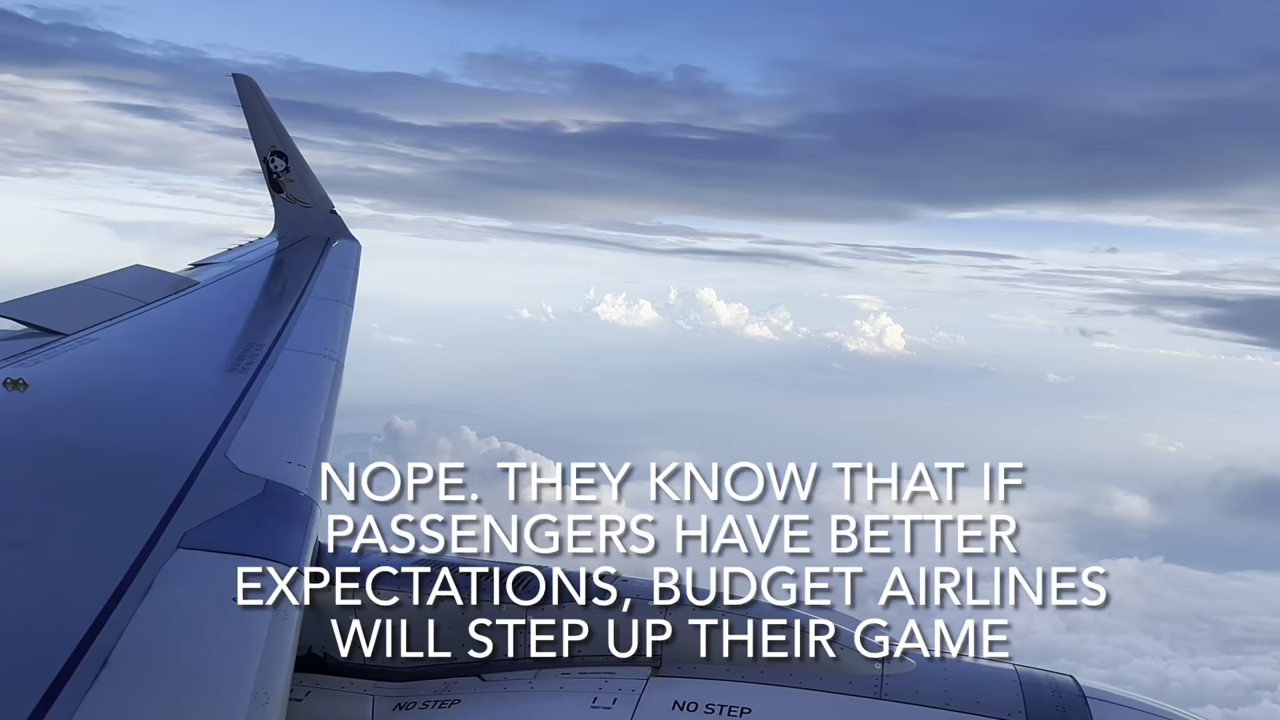 NOPE. THEY KNOW THAT IF
PASSENGERS HAVE BETTER
EXPECTATIONS, BUDGET AIRLINES
WILL STEP UP THEIR GAME
NO STEP
NO STEP